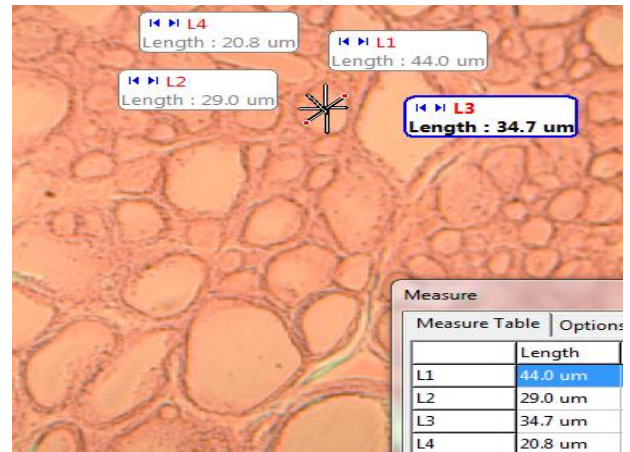 L4
Length : 20.8 um
L1
Length : 44.0 um
L2
Length : 29.0 um
L3
Length : 34.7 um
Measure
Measure Table
Options
Length
L1
44.0 um
L2
29.0 um
L3
34.7 um
L4
20.8 um